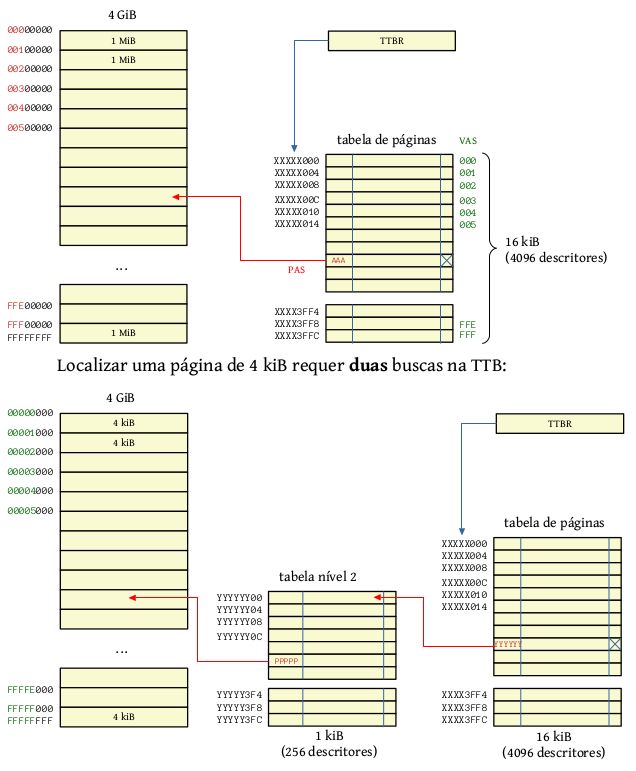 4 GiB
00000000
00100000
00200000
00300000
00400000
00500000
1 MiB
1 MiB
...
FFE00000
FFF00000
FFFFFFFF
1 MiB
TTBR
tabela de páginas
VAS
XXXXX000
XXXXX004
XXXXX008
XXXXX00C
XXXXX010
XXXXX014
000
001
002
003
004
005
AAA
PAS
16 kiB
(4096 descritores)
XXXX3FF4
XXXX3FF8
XXXX3FFC
FFE
FFF
Localizar uma página de 4 kiB requer duas buscas na TTB:
4 GiB
00000000
00001000
00002000
00003000
00004000
00005000
4 kiB
4 kiB
...
FFFFE000
FFFFF000
FFFFFFFF
4 kiB
tabela nível 2
YYYYYY00
YYYYYY04
YYYYYY08
YYYYYY0C
PPPPP
YYYYY3F4
YYYYY3F8
YYYYY3FC
1 kiB
(256 descritores)
TTBR
tabela de páginas
XXXXX000
XXXXX004
XXXXX008
XXXXX00C
XXXXX010
XXXXX014
YYYYYY
XXXX3FF4
XXXX3FF8
XXXX3FFC
16 kiB
(4096 descritores)